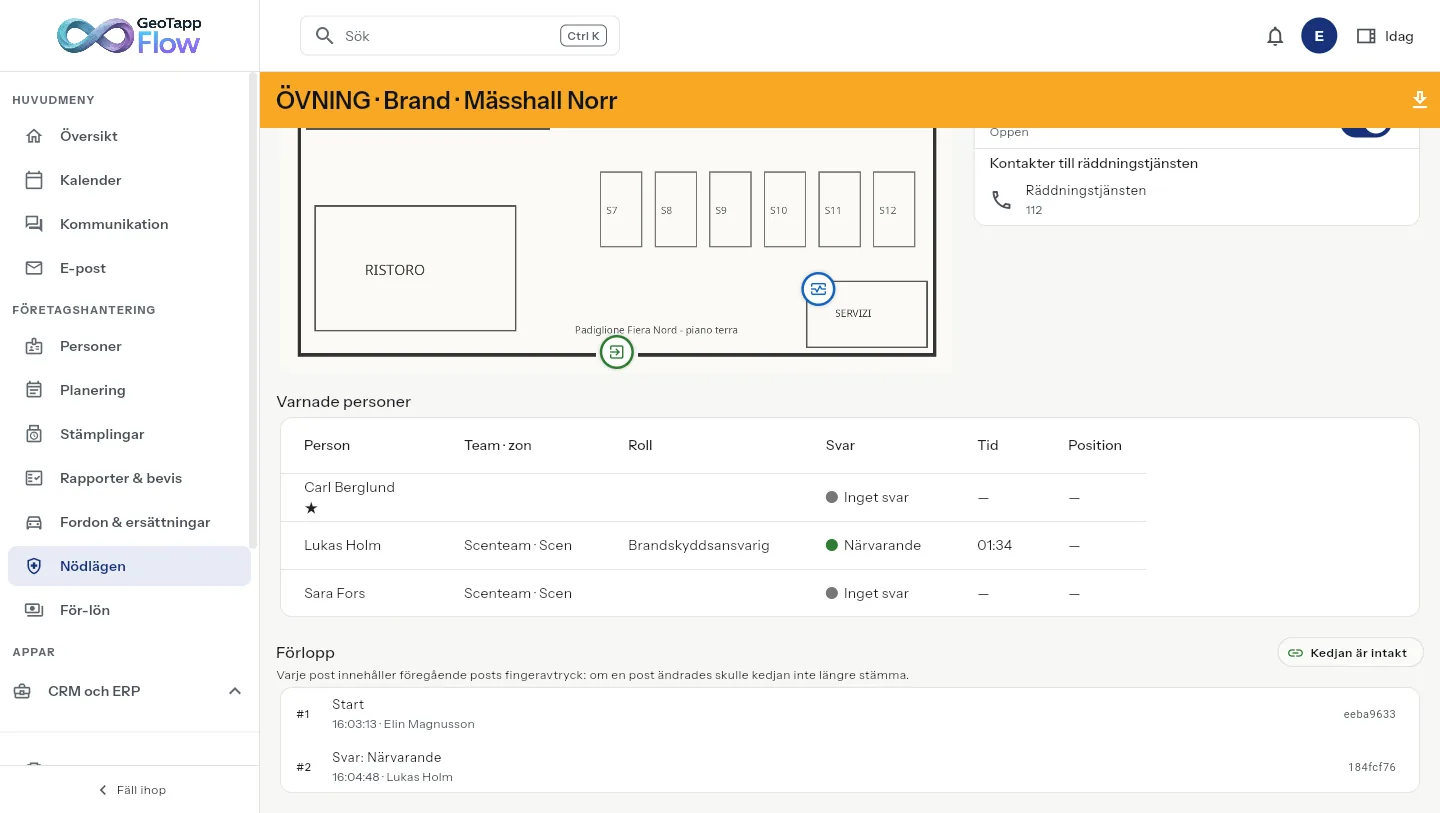 GeoTapp
Flow
Sök
Ctrl K
E
Idag
HUVUDMENY
Översikt
Kalender
Kommunikation
E-post
FÖRETAGSHANTERING
Personer
Planering
Stämplingar
Rapporter & bevis
Fordon & ersättningar
Nödlägen
För-lön
APPAR
CRM och ERP
Fäll ihop
ÖVNING · Brand · Mässhall Norr
Öppen
Kontakter till räddningstjänsten
Räddningstjänsten
112
S7
S8
S9
S10
S11
S12
RISTORO
SERVIZI
Padiglione Fiera Nord - piano terra
Varnade personer
Person Team · zon Roll Svar Tid Position
Carl Berglund Inget svar — —
★
Lukas Holm Scenteam · Scen Brandskyddsansvarig Närvarande 01:34 —
Sara Fors Scenteam · Scen Inget svar — —
Förlopp
Kedjan är intakt
Varje post innehåller föregående posts fingeravtryck: om en post ändrades skulle kedjan inte längre stämma.
#1 Start eeba9633
16:03:13 · Elin Magnusson
#2 Svar: Närvarande 184fcf76
16:04:48 · Lukas Holm